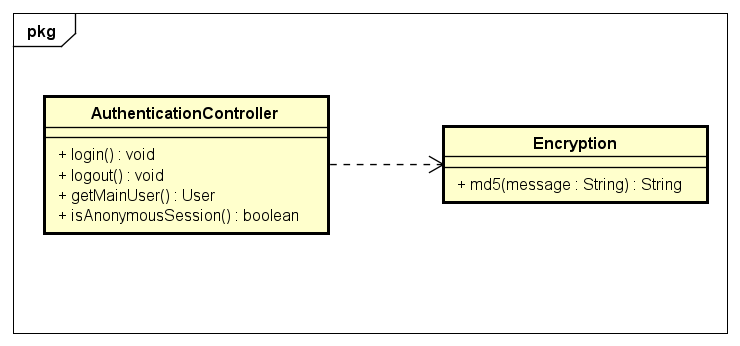 pkg
AuthenticationController
+ login() : void
+ logout() : void
+ getMainUser() : User
+ isAnonymousSession() : boolean
Encryption
+ md5(message : String) : String